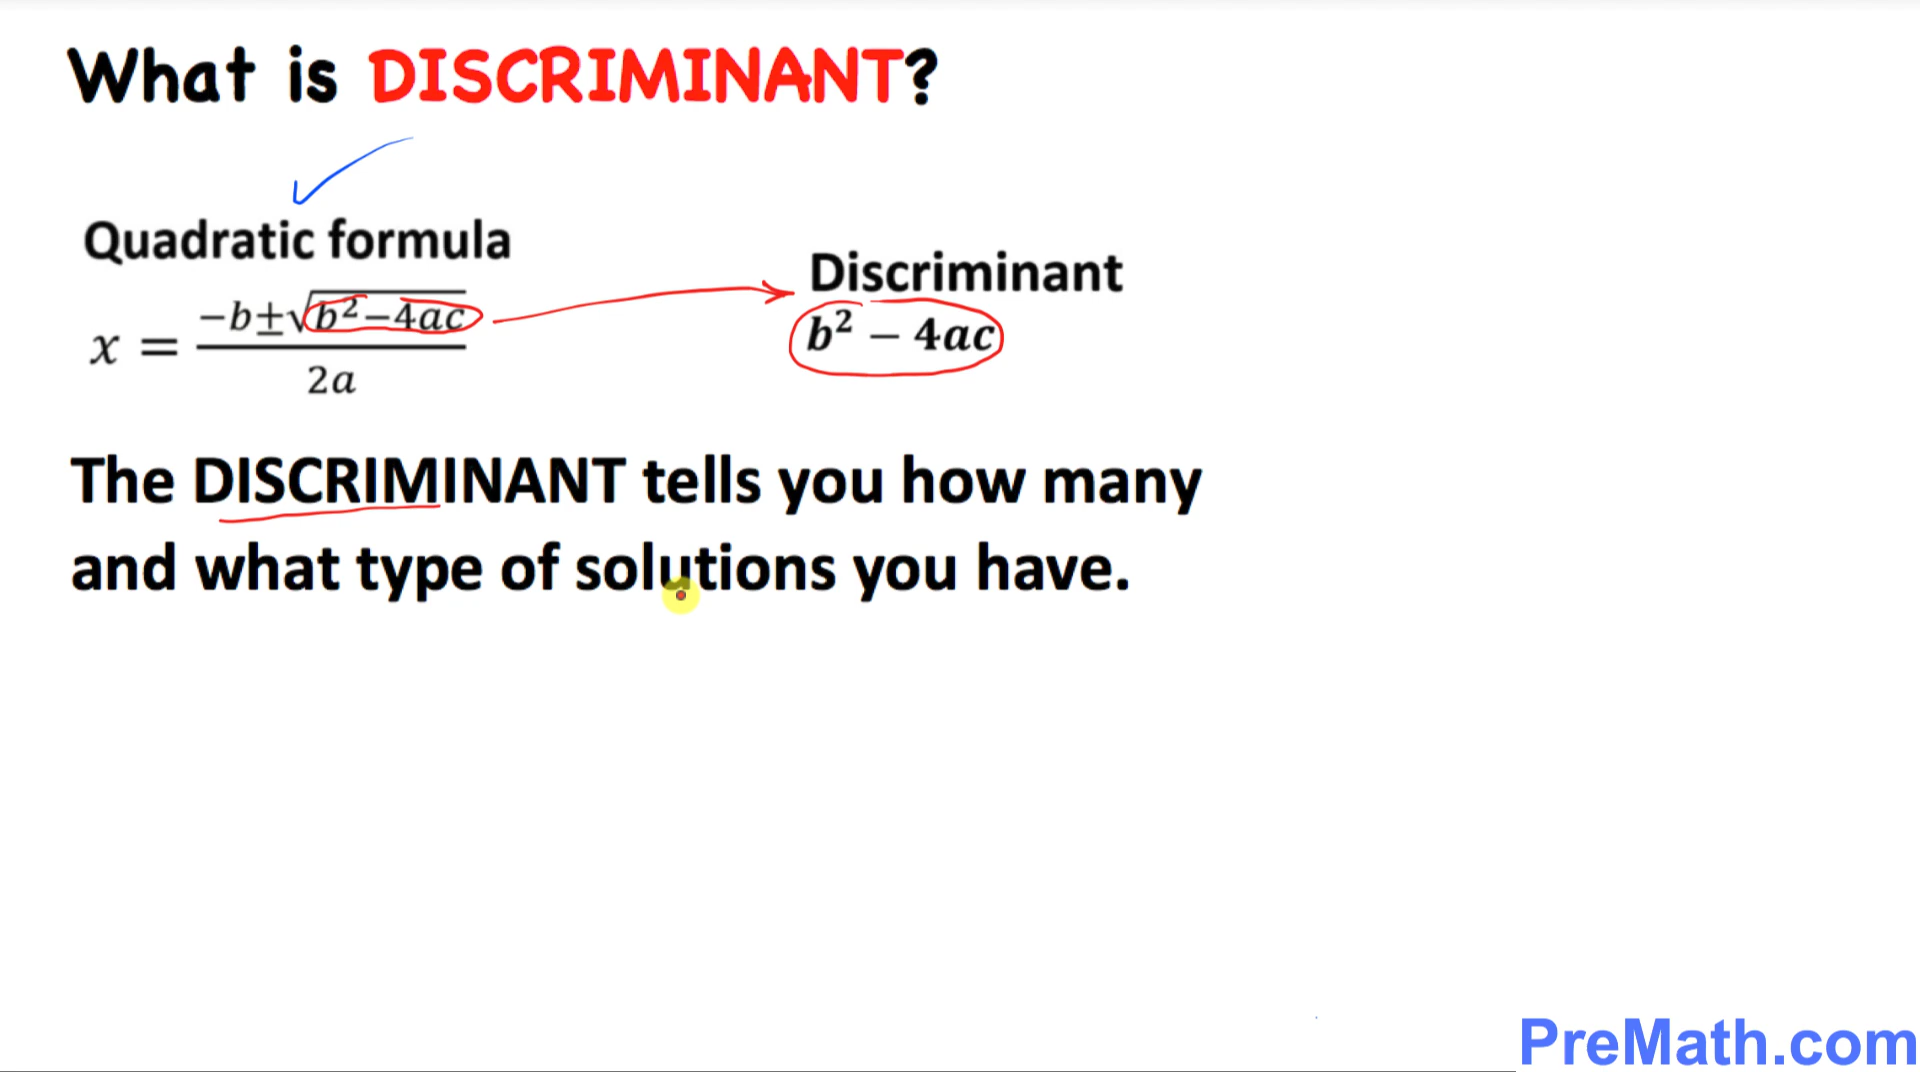 What is DISCRIMINANT?
Quadratic formula
x = −b±√b²−4ac / 2a
Discriminant
b² − 4ac
The DISCRIMINANT tells you how many
and what type of solutions you have.
PreMath.com